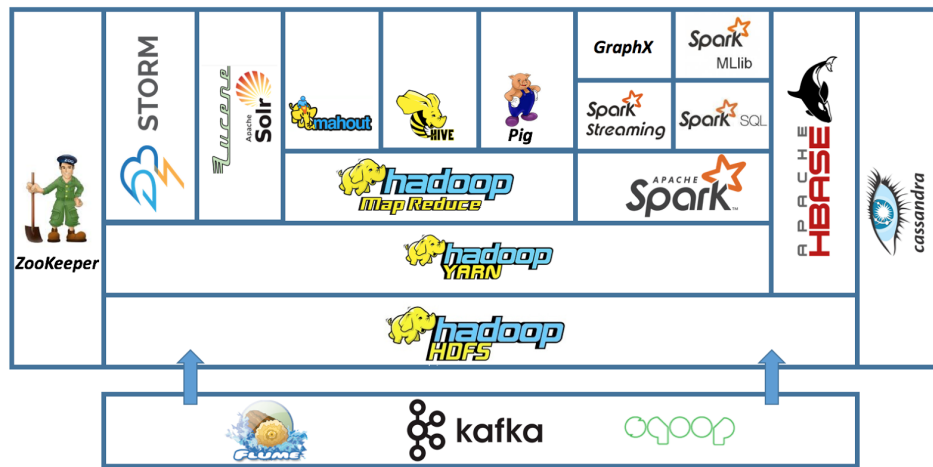 ZooKeeper
STORM
Lucene
Apache
Solr
mahout
HIVE
Pig
GraphX
Spark
MLlib
Spark
Streaming
Spark SQL
hadoop
Map Reduce
APACHE
Spark™
APACHE
HBASE
cassandra
hadoop
YARN
hadoop
HDFS
FLUME
kafka
sqoop